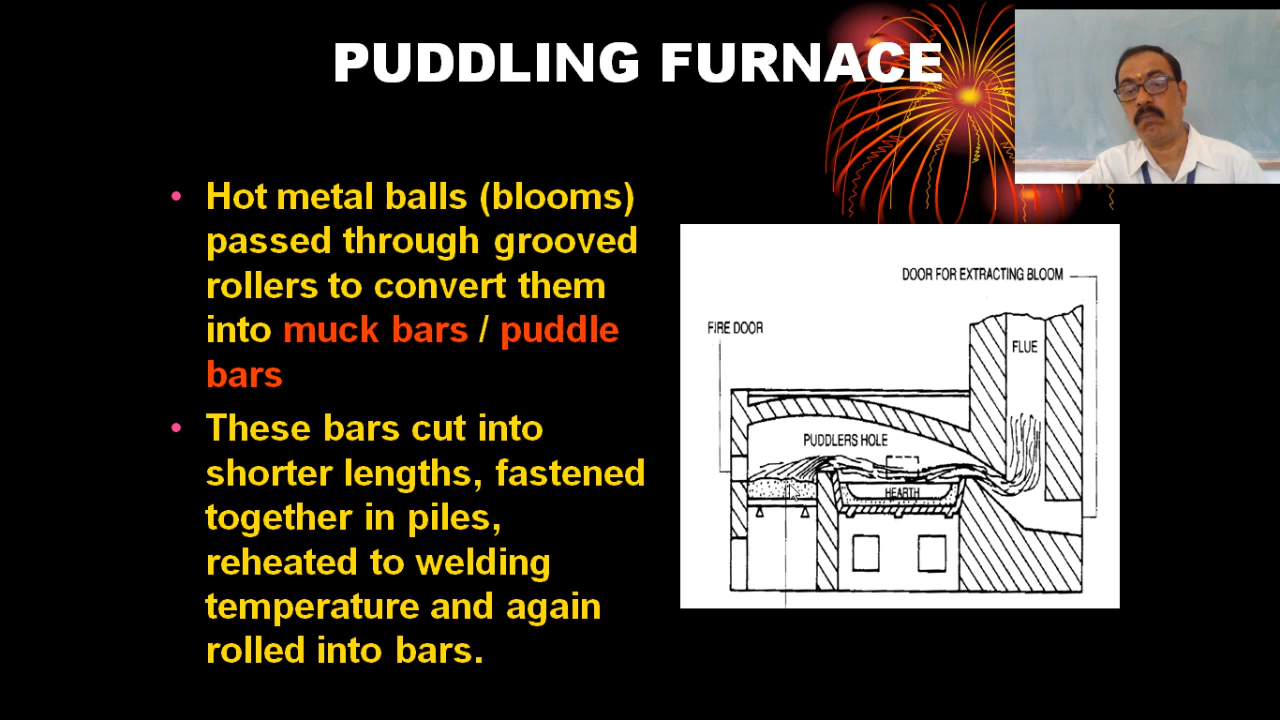 PUDDLING FURNACE
• Hot metal balls (blooms)
passed through grooved
rollers to convert them
into muck bars / puddle
bars
• These bars cut into
shorter lengths, fastened
together in piles,
reheated to welding
temperature and again
rolled into bars.
DOOR FOR EXTRACTING BLOOM
FIRE DOOR
FLUE
PUDDLERS HOLE
HEARTH